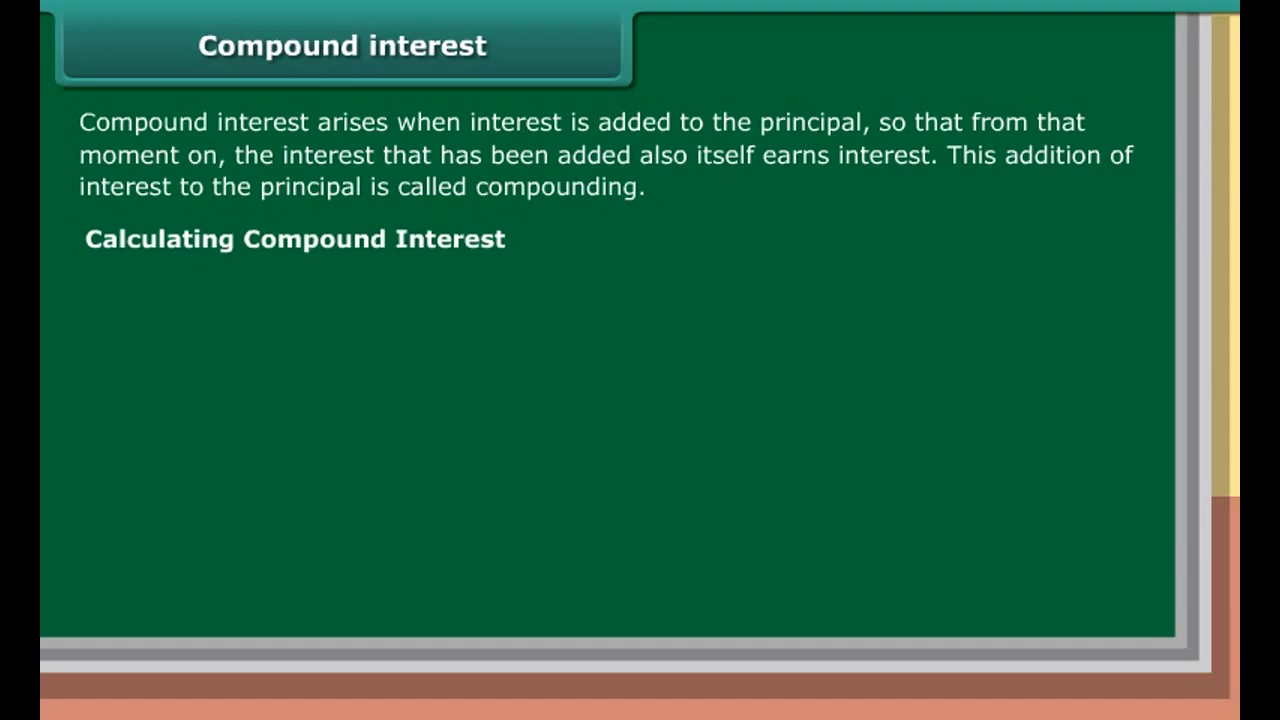 Compound interest
Compound interest arises when interest is added to the principal, so that from that
moment on, the interest that has been added also itself earns interest. This addition of
interest to the principal is called compounding.
Calculating Compound Interest